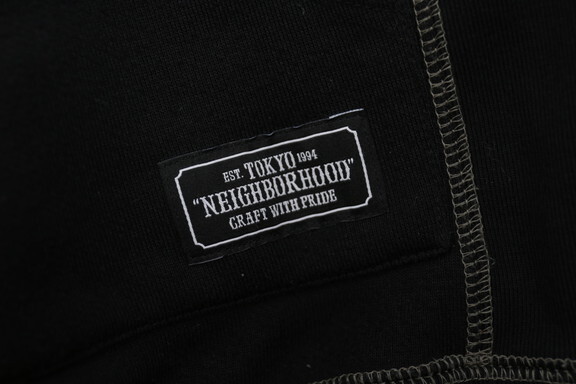 EST. TOKYO 1994
"NEIGHBORHOOD"
CRAFT WITH PRIDE